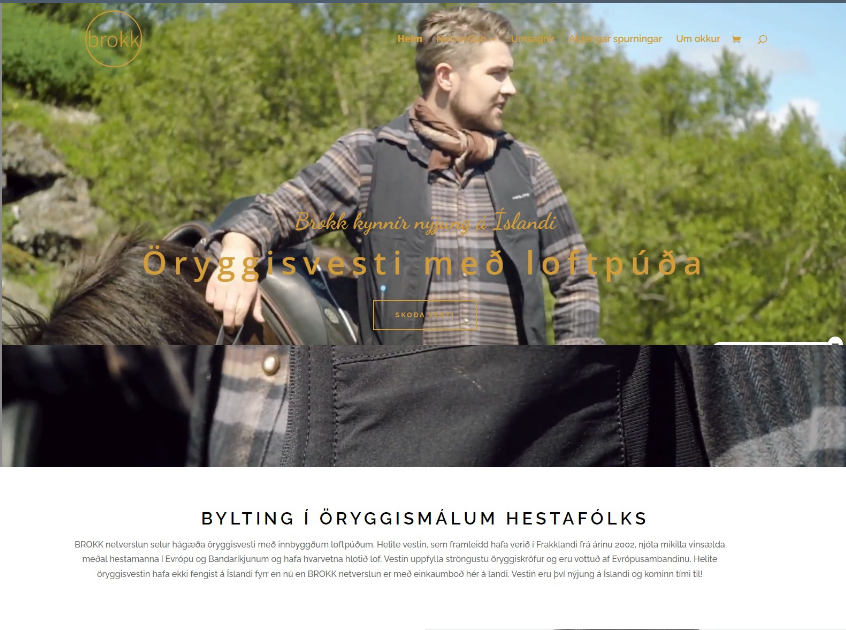 brokk
Heim spurningar Um okkur
Brokk kynnir nýjung á Íslandi
Öryggisvesti með loftpúða
SKOÐA
BYLTING Í ÖRYGGISMÁLUM HESTAFÓLKS
BROKK netverslun selur hágæða öryggisvesti með innbyggðum loftpúðum. Helite vestin, sem framleidd hafa verið í Frakklandi frá árinu 2002, njóta mikilla vinsælda
meðal hestamanna í Evrópu og Bandaríkjunum og hafa hvarvetna hlotið lof. Vestin uppfylla ströngustu öryggiskröfur og eru vottuð af Evrópusambandinu. Helite
öryggisvestin hafa ekki fengist á Íslandi fyrr en nú en BROKK netverslun er með einkaumboð hér á landi. Vestin eru því nýjung á Íslandi og kominn tími til!